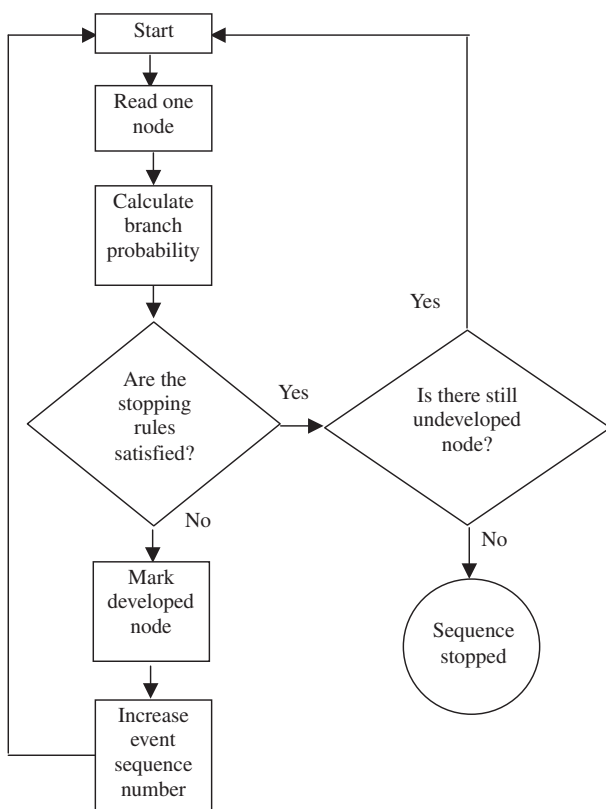 Start
Read one
node
Calculate
branch
probability
Are the
stopping
rules
satisfied?
Yes
No
Is there still
undeveloped
node?
Yes
No
Mark
developed
node
Increase
event
sequence
number
Sequence
stopped